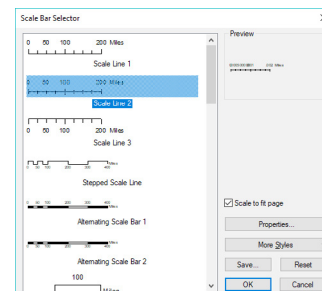 Scale Bar Selector
0 50 100 200 Miles
Scale Line 1
0 50 100 200 Miles
Scale Line 2
0 50 100 200 Miles
Scale Line 3
Stepped Scale Line
Alternating Scale Bar 1
Alternating Scale Bar 2
100
Miles
Preview
Scale to fit page
Properties...
More Styles
Save...
Reset
OK
Cancel